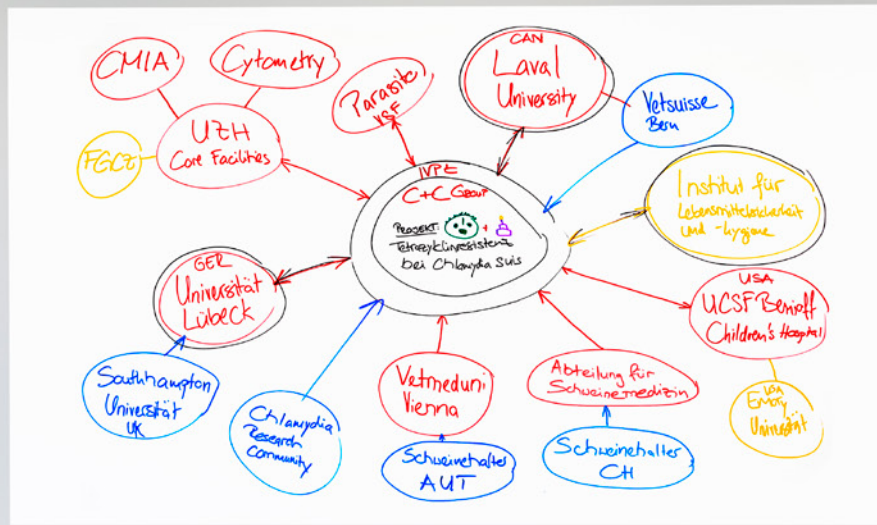 CMIA
Cytometry
UZH
Core Facilities
FGCZ
Parasite
VSF
CAN
Laval
University
Vetsuisse
Bern
Institut für
Lebensmittelsicherheit
und -hygiene
IVPZ
C+C Group
PROJEKT: +
Tetrazyklinresistenz
bei Chlamydia Suis
GER
Universität
Lübeck
Southhampton
Universität
UK
Chlamydia
Research
Community
Vetmeduni
Vienna
Schweinehalter
AUT
Abteilung für
Schweinemedizin
Schweinehalter
CH
USA
UCSF Benioff
Children's Hospital
USA
Emory
Universität